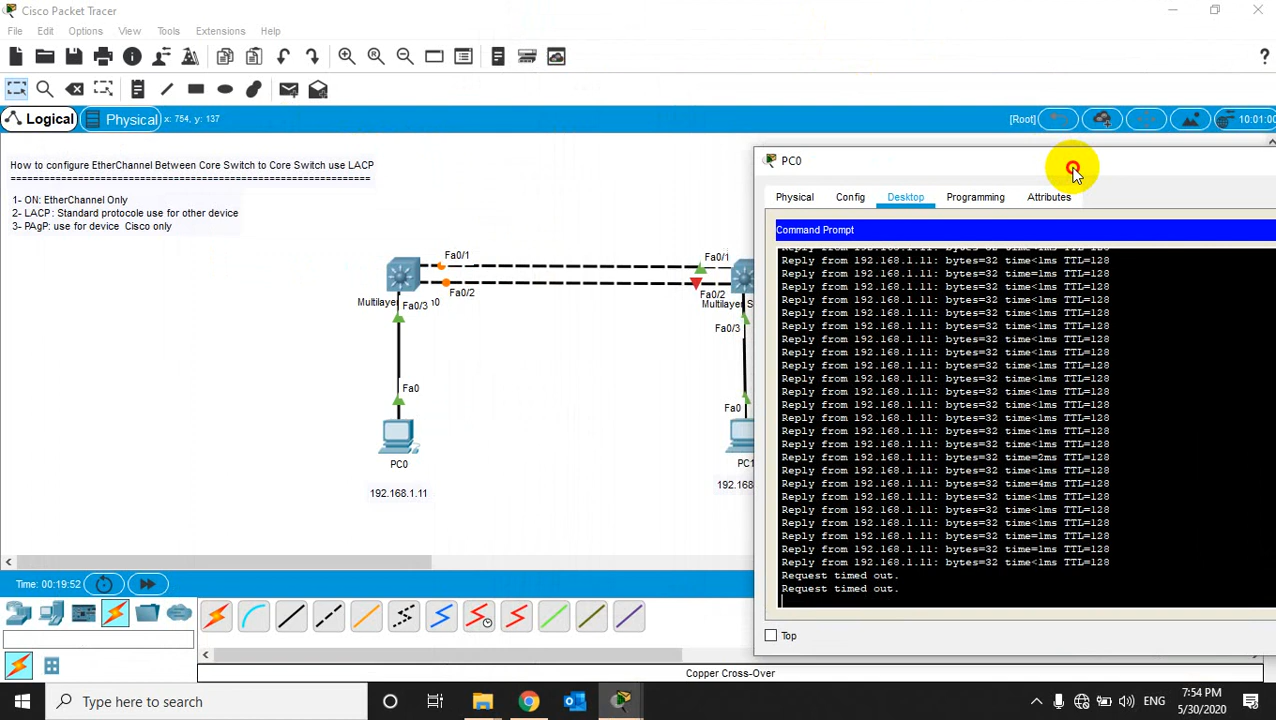 Cisco Packet Tracer
File Edit Options View Tools Extensions Help
?
Logical Physical x: 754, y: 137 [Root] 10:01:00
How to configure EtherChannel Between Core Switch to Core Switch use LACP
==================================================
1- ON: EtherChannel Only
2- LACP: Standard protocole use for other device
3- PAgP: use for device Cisco only
Fa0/1
Fa0/1
Fa0/2
Fa0/2
Multilayer
Multilayer S
Fa0/3
Fa0/3
Fa0
Fa0
PC0
PC1
192.168.1.11
192.168.
PC0
Physical Config Desktop Programming Attributes
Command Prompt
Reply from 192.168.1.11: bytes=32 time<1ms TTL=128
Reply from 192.168.1.11: bytes=32 time<1ms TTL=128
Reply from 192.168.1.11: bytes=32 time=1ms TTL=128
Reply from 192.168.1.11: bytes=32 time<1ms TTL=128
Reply from 192.168.1.11: bytes=32 time<1ms TTL=128
Reply from 192.168.1.11: bytes=32 time<1ms TTL=128
Reply from 192.168.1.11: bytes=32 time<1ms TTL=128
Reply from 192.168.1.11: bytes=32 time<1ms TTL=128
Reply from 192.168.1.11: bytes=32 time<1ms TTL=128
Reply from 192.168.1.11: bytes=32 time<1ms TTL=128
Reply from 192.168.1.11: bytes=32 time<1ms TTL=128
Reply from 192.168.1.11: bytes=32 time<1ms TTL=128
Reply from 192.168.1.11: bytes=32 time<1ms TTL=128
Reply from 192.168.1.11: bytes=32 time<1ms TTL=128
Reply from 192.168.1.11: bytes=32 time<1ms TTL=128
Reply from 192.168.1.11: bytes=32 time<1ms TTL=128
Reply from 192.168.1.11: bytes=32 time=2ms TTL=128
Reply from 192.168.1.11: bytes=32 time<1ms TTL=128
Reply from 192.168.1.11: bytes=32 time=4ms TTL=128
Reply from 192.168.1.11: bytes=32 time<1ms TTL=128
Reply from 192.168.1.11: bytes=32 time<1ms TTL=128
Reply from 192.168.1.11: bytes=32 time<1ms TTL=128
Reply from 192.168.1.11: bytes=32 time=1ms TTL=128
Reply from 192.168.1.11: bytes=32 time=1ms TTL=128
Reply from 192.168.1.11: bytes=32 time<1ms TTL=128
Request timed out.
Request timed out.
Top
Time: 00:19:52
Copper Cross-Over
Type here to search
ENG
7:54 PM
5/30/2020